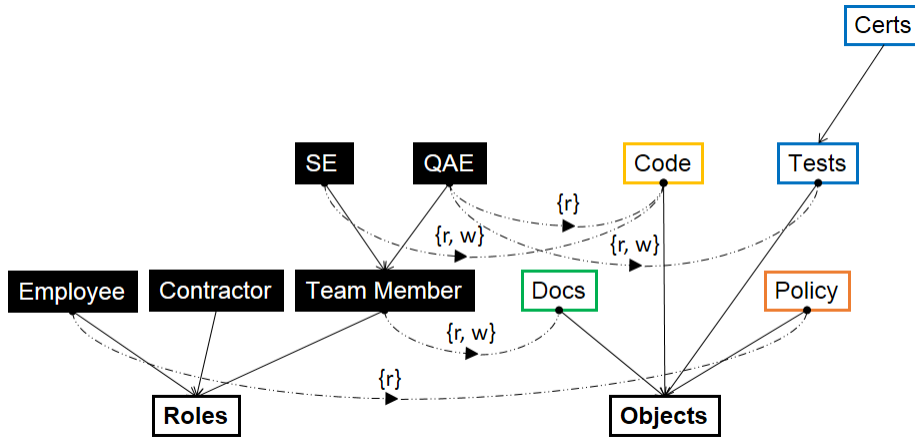 Certs
SE
QAE
Code
Tests
{r}
{r, w}
{r, w}
Employee
Contractor
Team Member
Docs
Policy
{r, w}
{r}
Roles
Objects